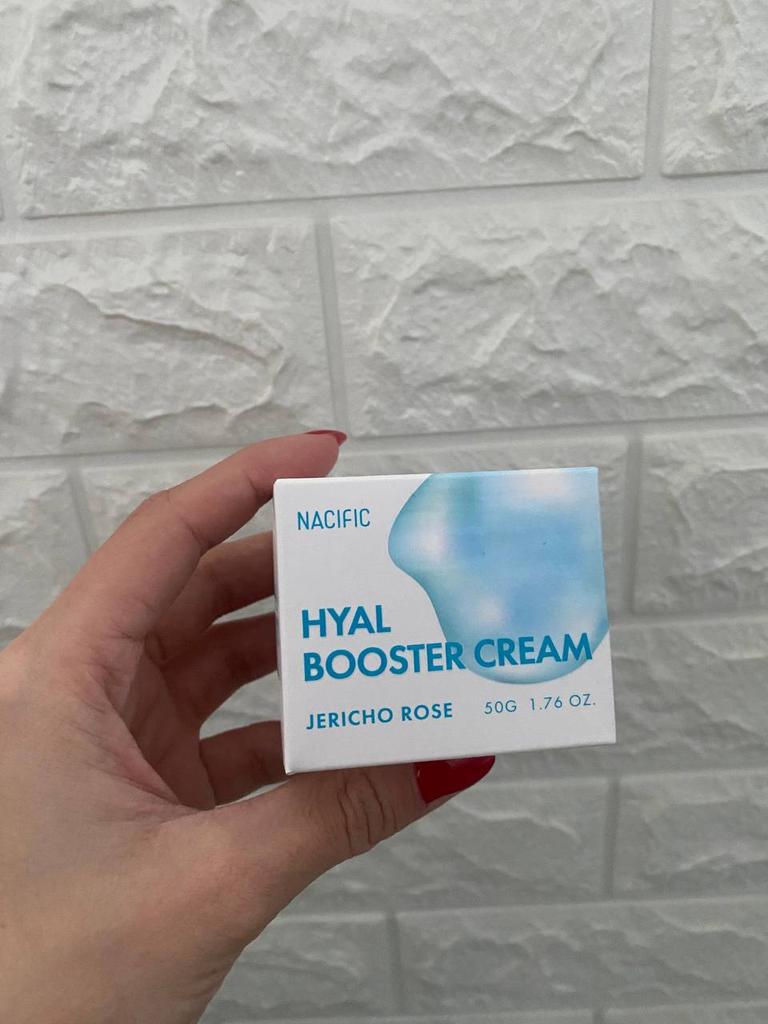 NACIFIC
HYAL
BOOSTER CREAM
JERICHO ROSE 50G 1.76 OZ.